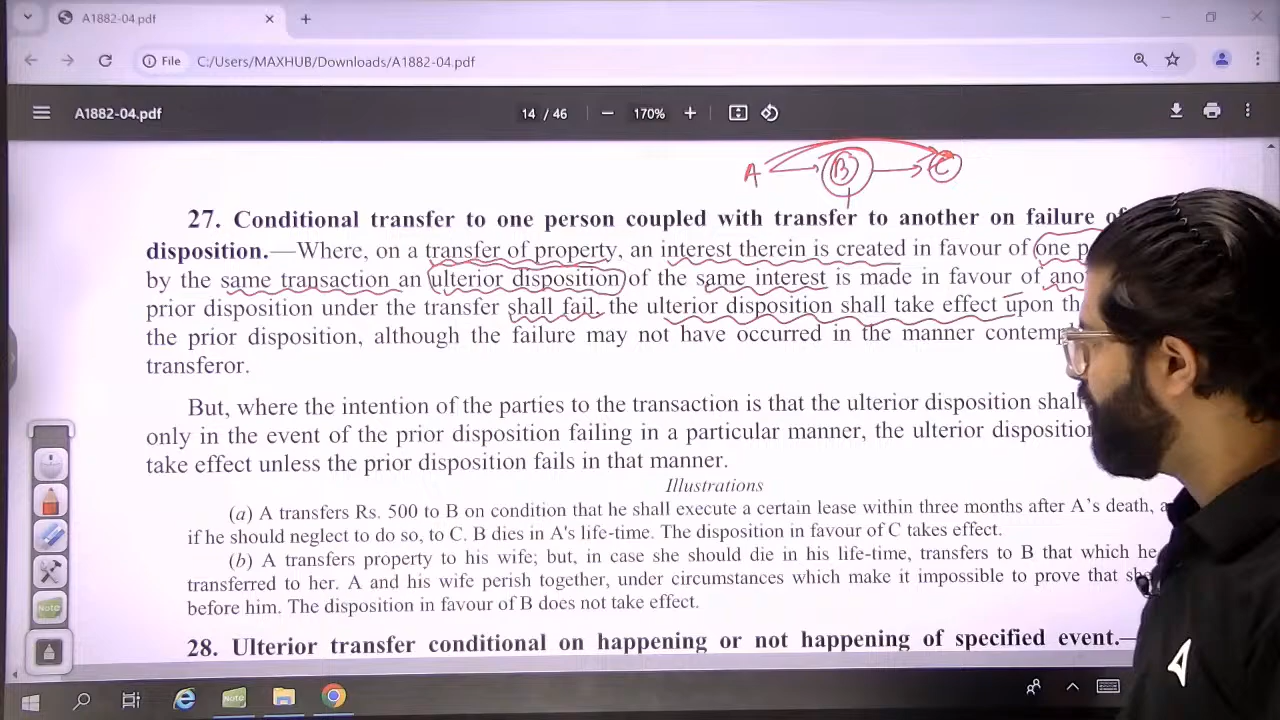 A1882-04.pdf
File C:/Users/MAXHUB/Downloads/A1882-04.pdf
A1882-04.pdf 14 / 46 170%
A B C
27. Conditional transfer to one person coupled with transfer to another on failure of
disposition.—Where, on a transfer of property, an interest therein is created in favour of one
by the same transaction an ulterior disposition of the same interest is made in favour of
prior disposition under the transfer shall fail, the ulterior disposition shall take effect upon
the prior disposition, although the failure may not have occurred in the manner
transferor.
But, where the intention of the parties to the transaction is that the ulterior disposition
only in the event of the prior disposition failing in a particular manner, the ulterior
take effect unless the prior disposition fails in that manner.
Illustrations
(a) A transfers Rs. 500 to B on condition that he shall execute a certain lease within three months after A's death,
if he should neglect to do so, to C. B dies in A's life-time. The disposition in favour of C takes effect.
(b) A transfers property to his wife; but, in case she should die in his life-time, transfers to B that which he
transferred to her. A and his wife perish together, under circumstances which make it impossible to prove that
before him. The disposition in favour of B does not take effect.
28. Ulterior transfer conditional on happening or not happening of specified event.—
Note
Note